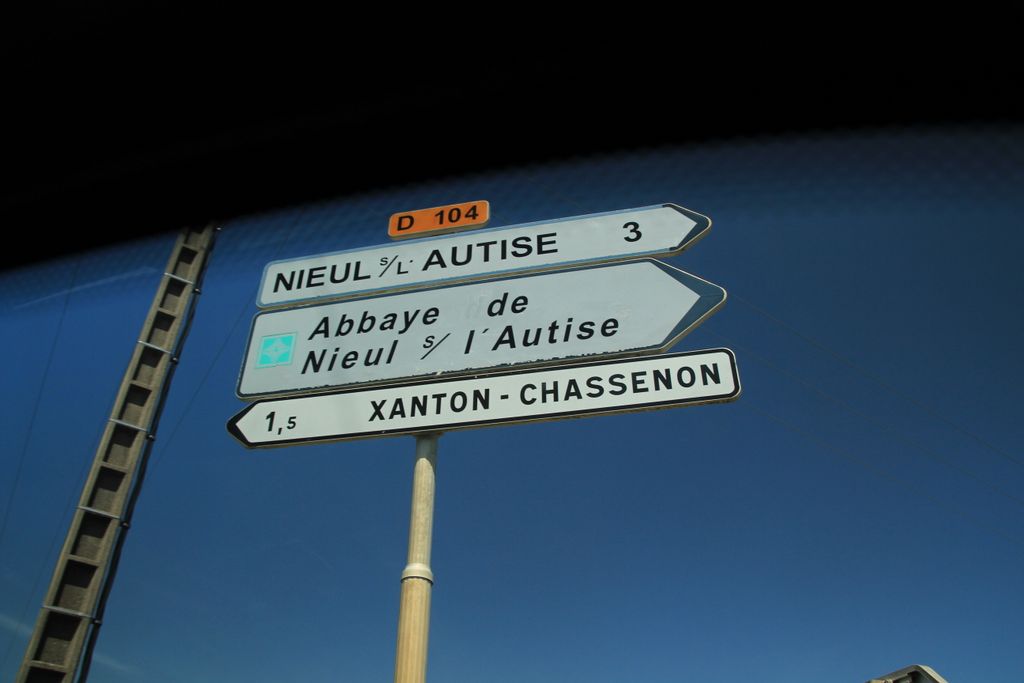 D 104
NIEUL s/L' AUTISE 3
Abbaye de
Nieul s/ l'Autise
1,5 XANTON-CHASSENON